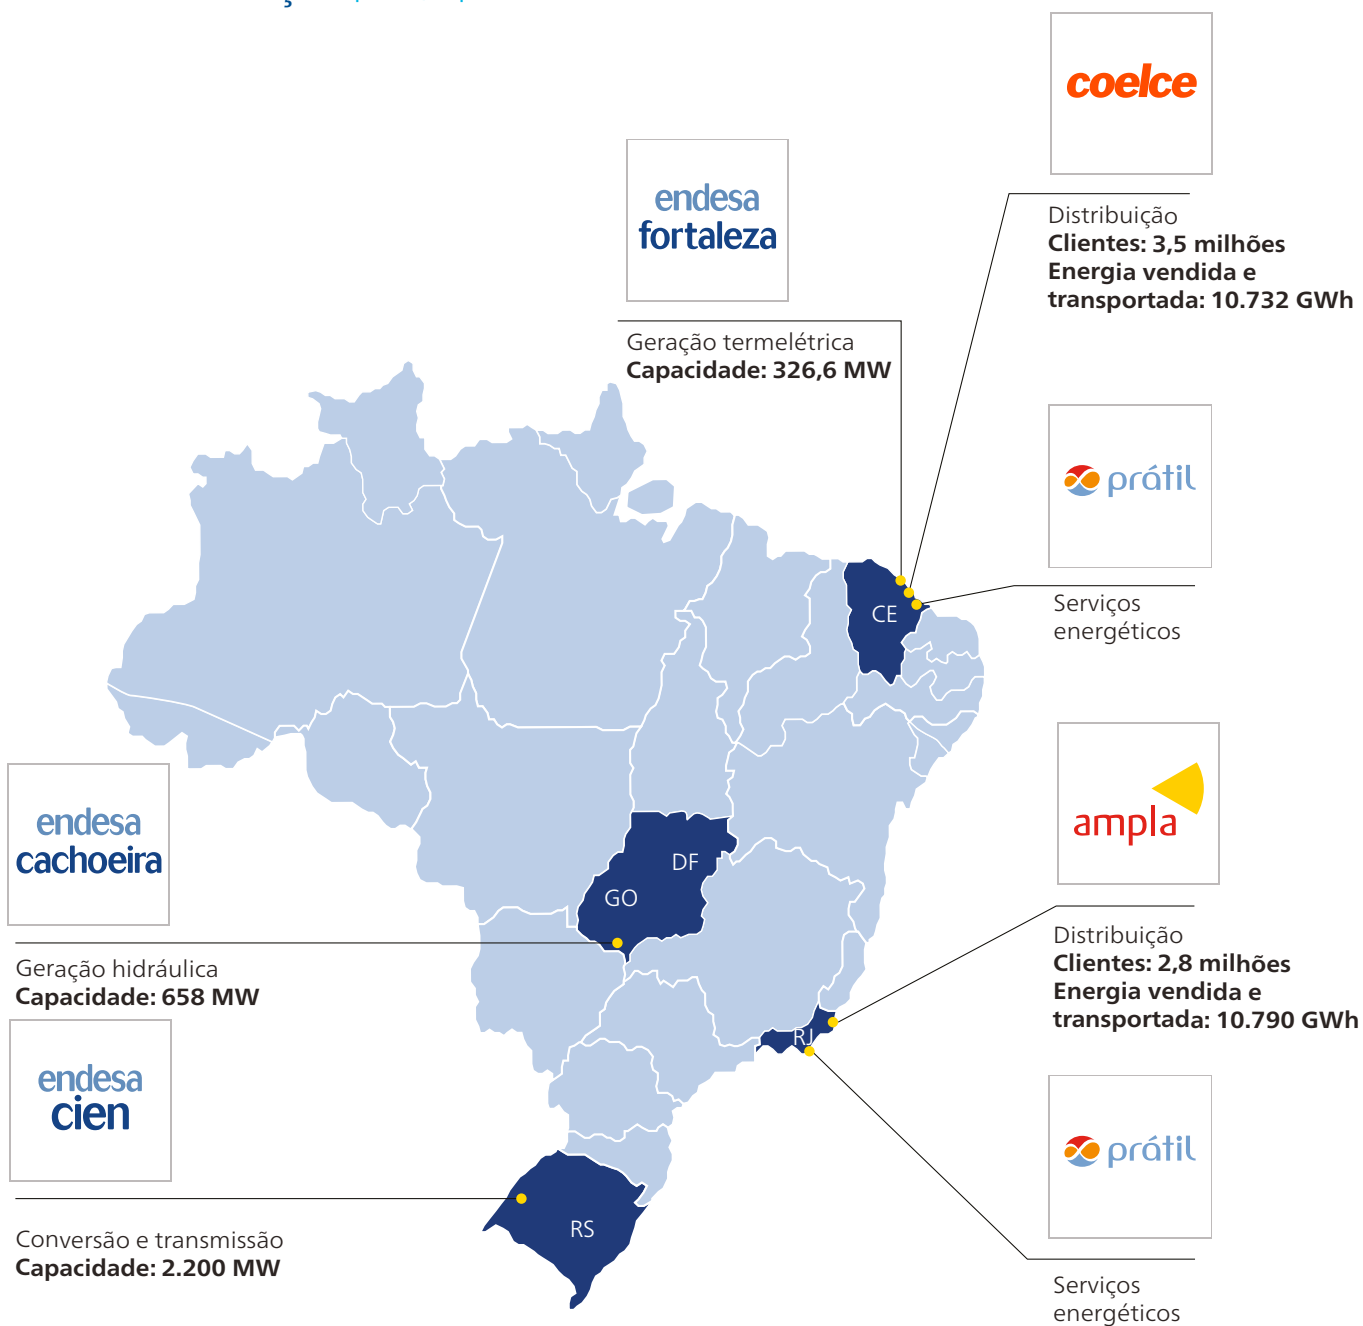 coelce
Distribuição
Clientes: 3,5 milhões
Energia vendida e
transportada: 10.732 GWh
endesa
fortaleza
Geração termelétrica
Capacidade: 326,6 MW
prátil
Serviços
energéticos
CE
ampla
Distribuição
Clientes: 2,8 milhões
Energia vendida e
transportada: 10.790 GWh
endesa
cachoeira
Geração hidráulica
Capacidade: 658 MW
DF
GO
RJ
endesa
cien
Conversão e transmissão
Capacidade: 2.200 MW
RS
prátil
Serviços
energéticos